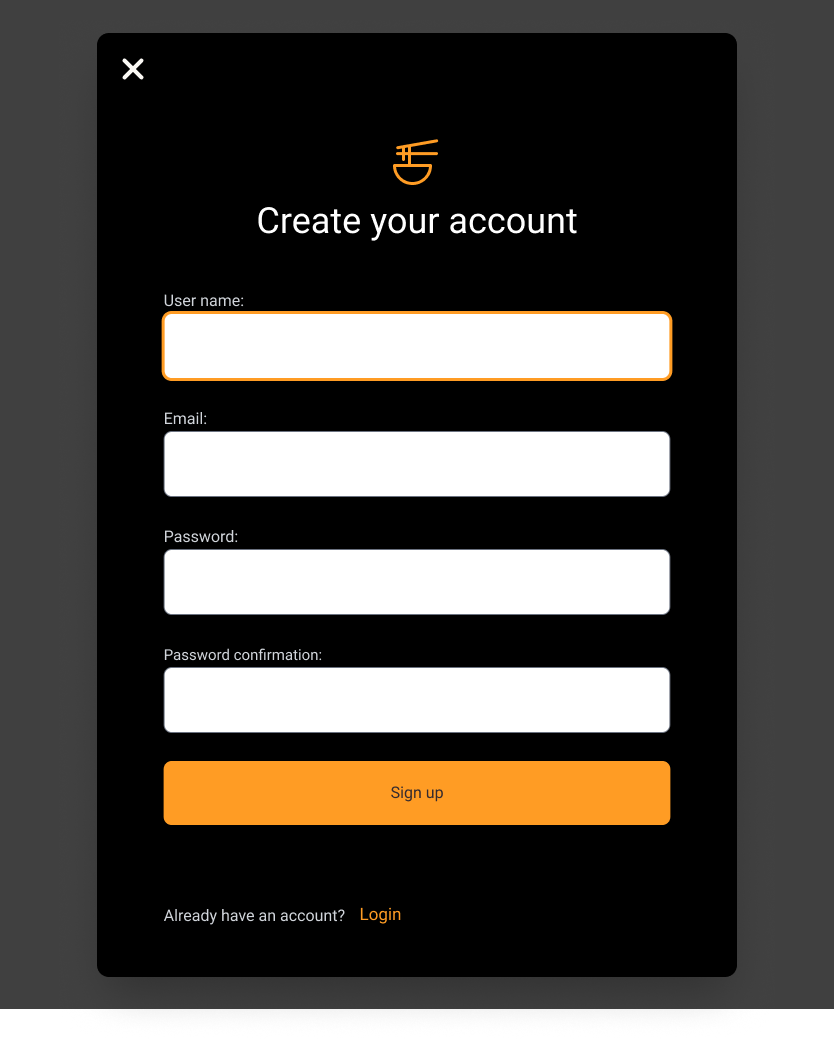 Create your account
User name:
Email:
Password:
Password confirmation:
Sign up
Already have an account? Login